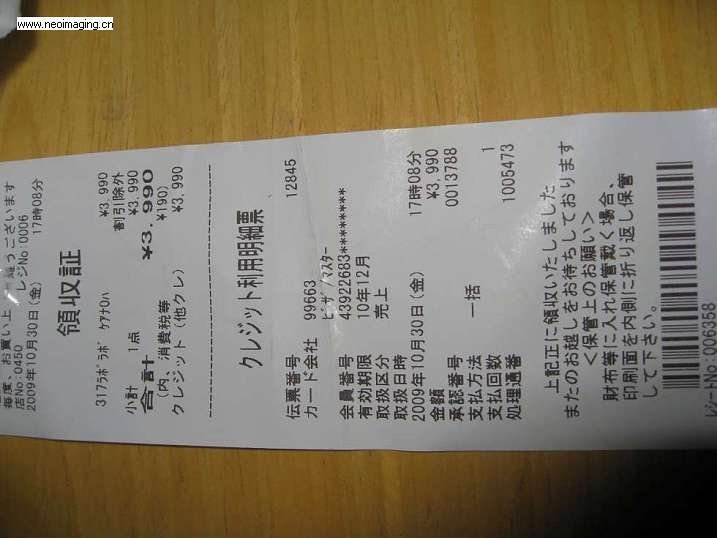 www.neoimaging.cn
毎度、お買い上 うございます
店No:0450 レジNo:0006
2009年10月30日(金) 17時08分
領収証
317ラボラボ ケアナロハ ¥3,990
割引除外
小計 1点 ¥3,990
合計 ¥3,990
(内、消費税等 ¥190)
クレジット(他クレ) ¥3,990
クレジット利用明細票
伝票番号 12845
カード会社 99663
ビザ/マスター
会員番号 43922683********
有効期限 10年12月
取扱区分 売上
取扱日時
2009年10月30日(金) 17時08分
金額 ¥3,990
承認番号 0013788
支払方法 一括
支払回数 1
処理通番 1005473
上記正に領収いたしました
またのお越しをお待ちしております
<保管上のお願い>
財布等に入れ保管戴く場合、
印刷面を内側に折り返し保管
して下さい。
レシートNo:006358